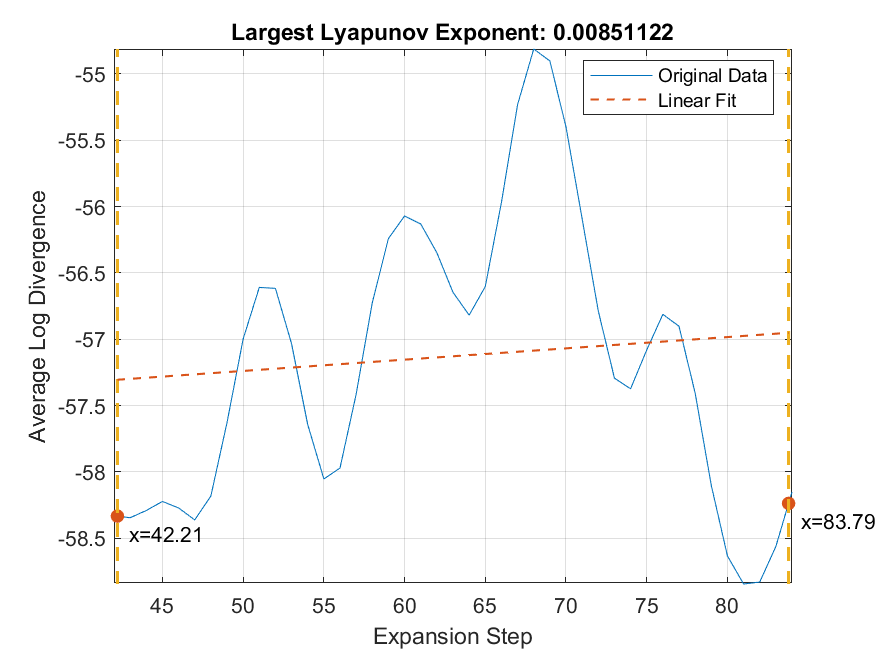 Largest Lyapunov Exponent: 0.00851122
Original Data
Linear Fit
-55
-55.5
-56
-56.5
-57
-57.5
-58
-58.5
Average Log Divergence
x=42.21
x=83.79
45 50 55 60 65 70 75 80
Expansion Step